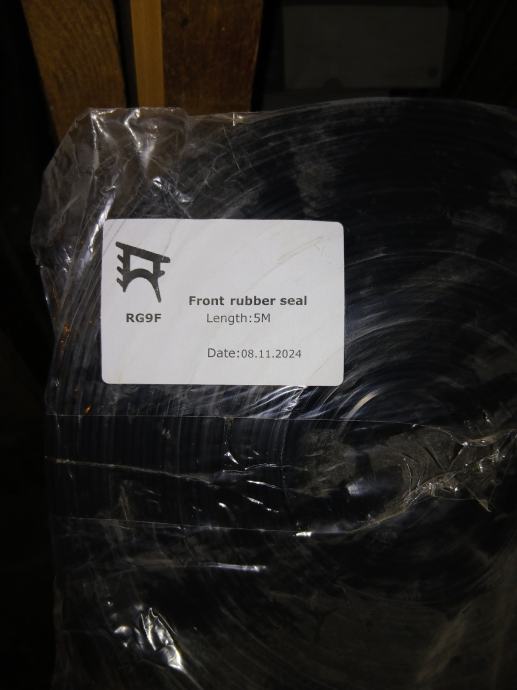 Front rubber seal
RG9F
Length:5M
Date:08.11.2024